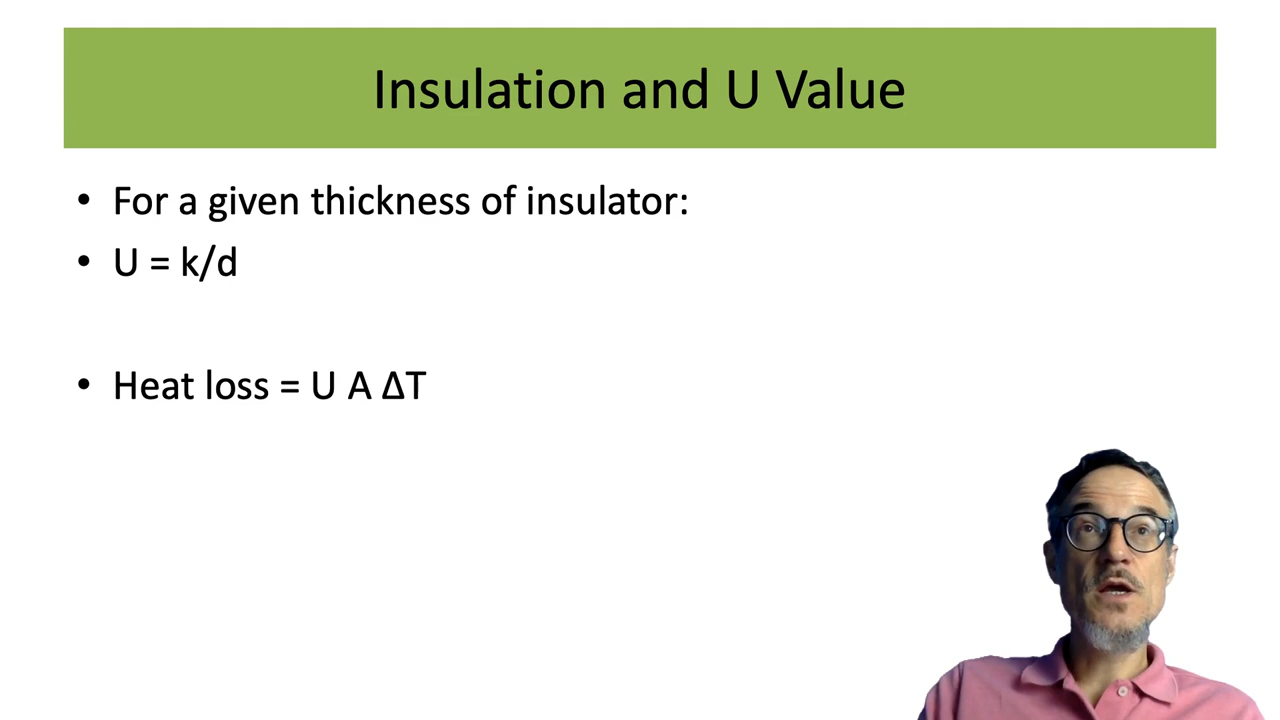 Insulation and U Value
• For a given thickness of insulator:
• U = k/d
• Heat loss = U A ΔT